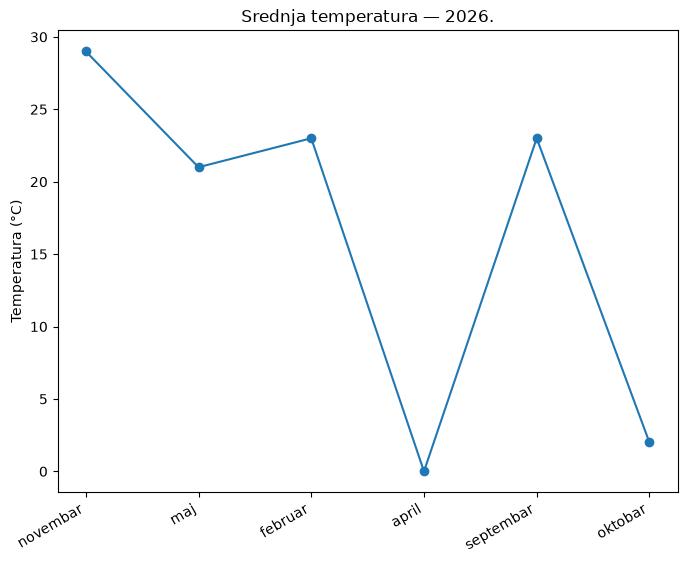 Srednja temperatura — 2026.
Temperatura (°C)
30
25
20
15
10
5
0
novembar
maj
februar
april
septembar
oktobar